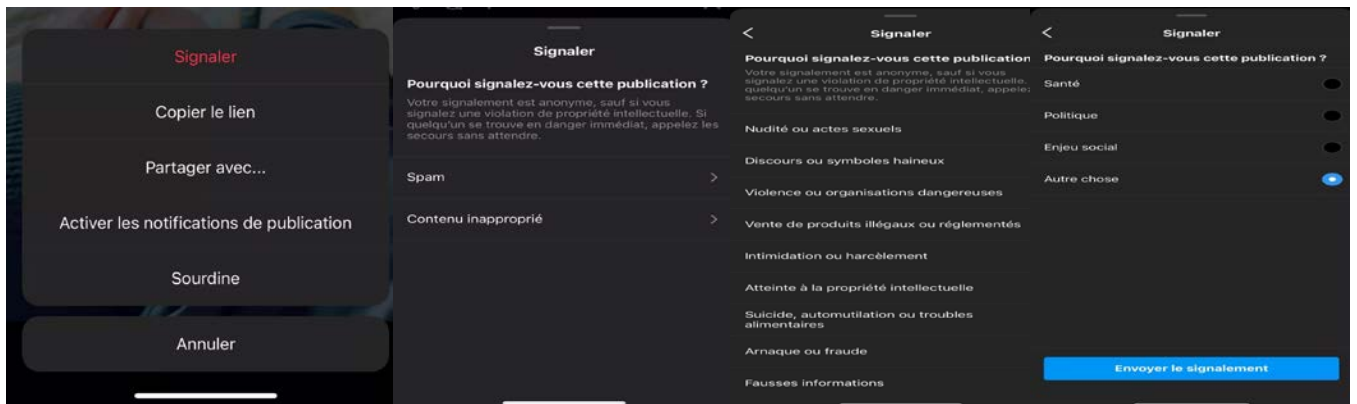 Signaler
Copier le lien
Partager avec...
Activer les notifications de publication
Sourdine
Annuler
Signaler
Pourquoi signalez-vous cette publication ?
Votre signalement est anonyme, sauf si vous
signalez une violation de propriété intellectuelle. Si
quelqu'un se trouve en danger immédiat, appelez les
secours sans attendre.
Spam
Contenu inapproprié
Signaler
Pourquoi signalez-vous cette publication
Votre signalement est anonyme, sauf si vous
signalez une violation de propriété intellectuelle.
quelqu'un se trouve en danger immédiat, appele
secours sans attendre.
Nudité ou actes sexuels
Discours ou symboles haineux
Violence ou organisations dangereuses
Vente de produits illégaux ou réglementés
Intimidation ou harcèlement
Atteinte à la propriété intellectuelle
Suicide, automutilation ou troubles
alimentaires
Arnaque ou fraude
Fausses informations
Signaler
Pourquoi signalez-vous cette publication ?
Santé
Politique
Enjeu social
Autre chose
Envoyer le signalement